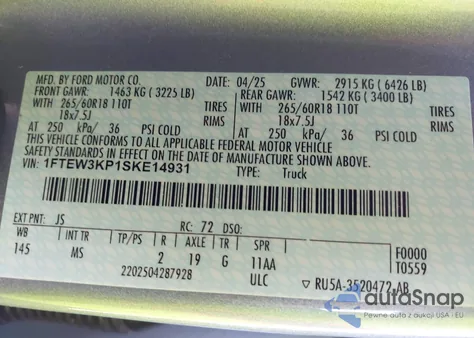 MFD. BY FORD MOTOR CO.
DATE: 04/25 GVWR: 2915 KG ( 6426 LB)
FRONT GAWR: 1463 KG ( 3225 LB) REAR GAWR: 1542 KG ( 3400 LB)
WITH 265/60R18 110T TIRES WITH 265/60R18 110T TIRES
18x7.5J RIMS 18x7.5J RIMS
AT 250 kPa/ 36 PSI COLD AT 250 kPa/ 36 PSI COLD
THIS VEHICLE CONFORMS TO ALL APPLICABLE FEDERAL MOTOR VEHICLE
SAFETY STANDARDS IN EFFECT ON THE DATE OF MANUFACTURE SHOWN ABOVE.
VIN: 1FTEW3KP1SKE14931
TYPE: Truck
EXT PNT: JS RC: 72 DSO: F0000
WB INT TR TP/PS R AXLE TR SPR T0559
145 MS 2 19 G 11AA
2202504287928 ULC
▽ RU5A-3520472-AB
autoSnap
Auta z aukcji USA - EU